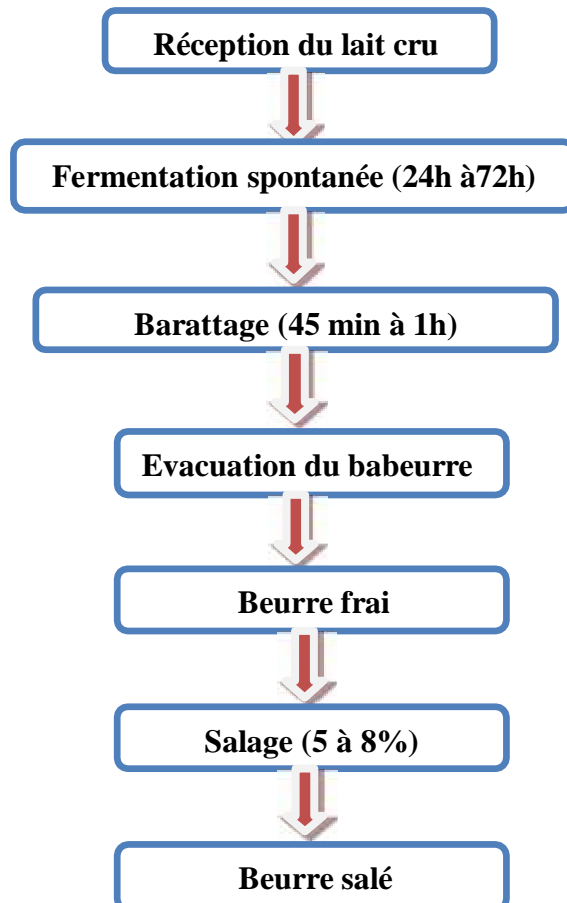 Réception du lait cru
Fermentation spontanée (24h à72h)
Barattage (45 min à 1h)
Evacuation du babeurre
Beurre frai
Salage (5 à 8%)
Beurre salé